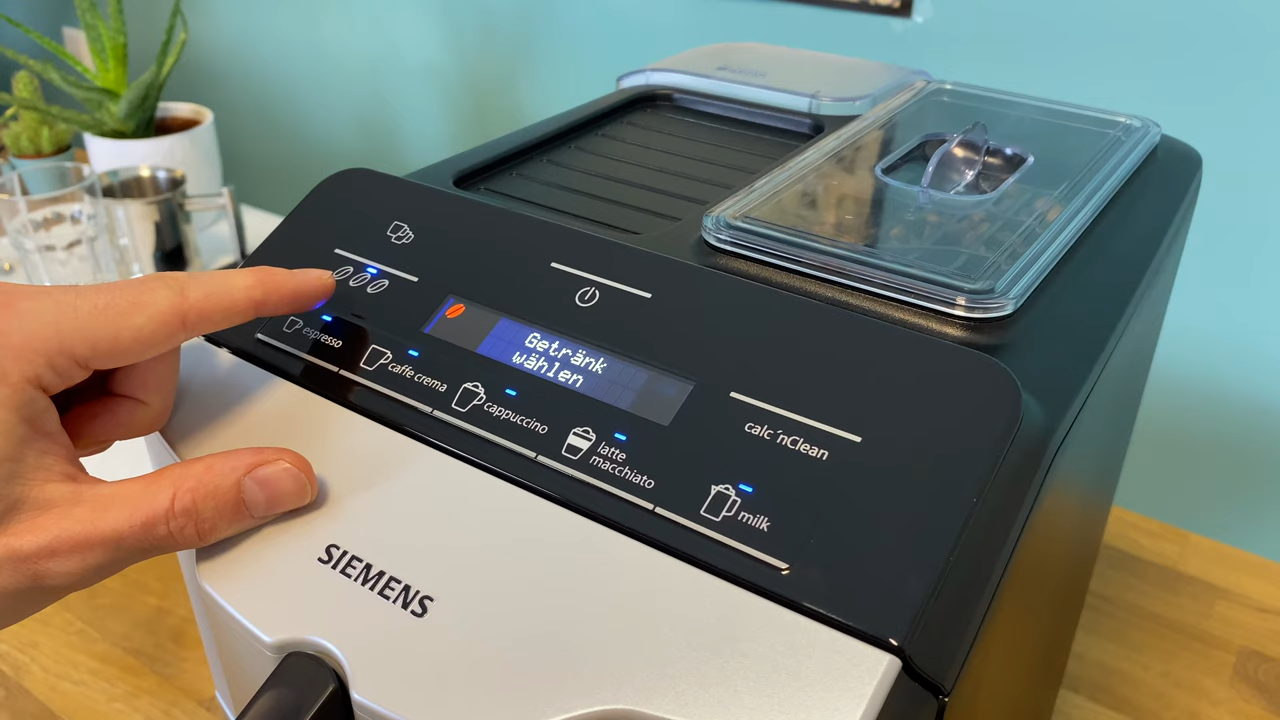 Getränk
wählen
espresso
caffe crema
cappuccino
latte
macchiato
milk
calc´nClean
SIEMENS